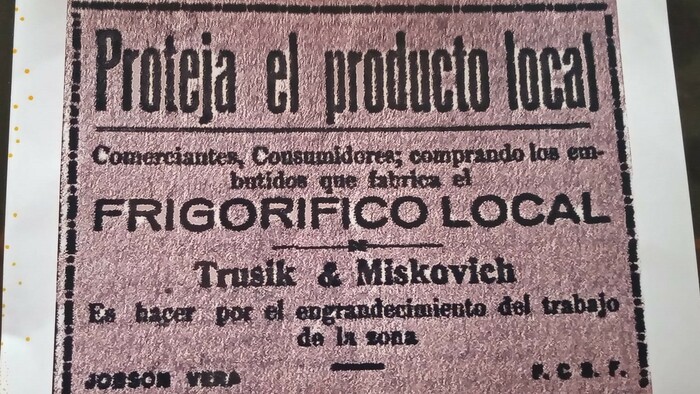 Proteja el producto local
Comerciantes, Consumidores; comprando los em-
butidos que fabrica el
FRIGORIFICO LOCAL
Trusik & Miskovich
Es hacer por el engrandecimiento del trabajo
de la zona
JOBSON VERA F. C. S. F.